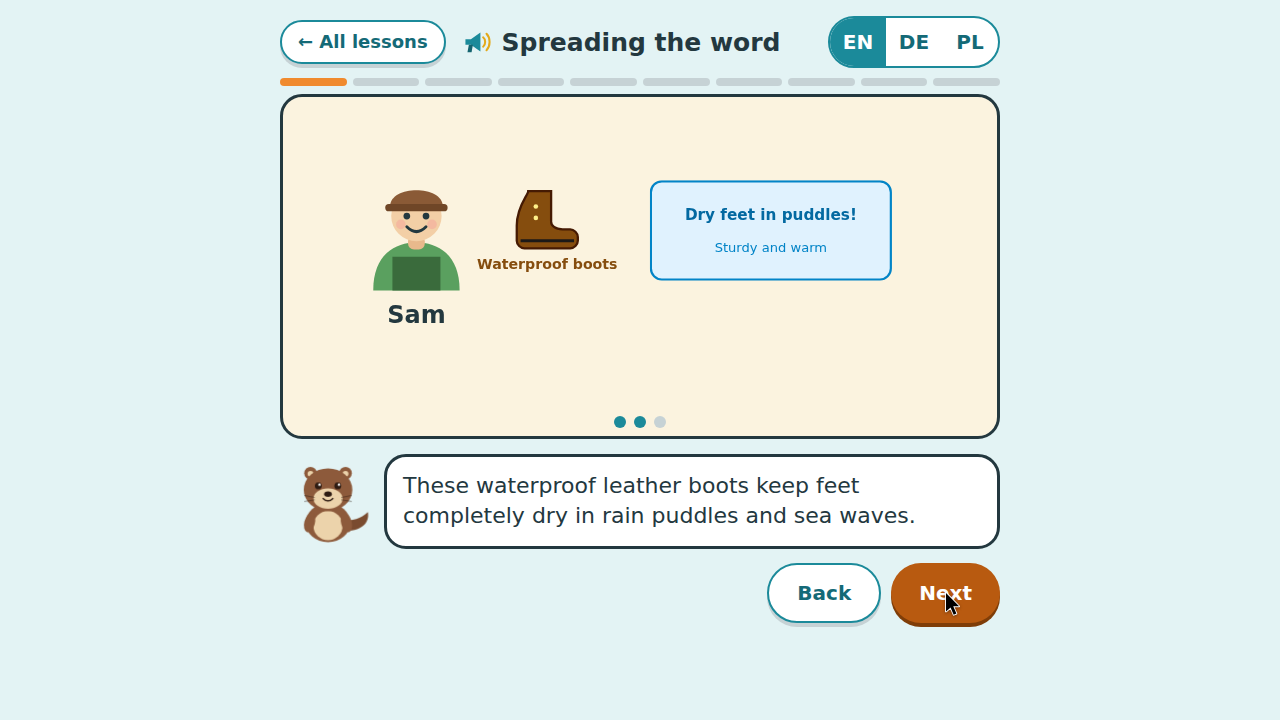 ← All lessons
Spreading the word
EN DE PL
Dry feet in puddles!
Sturdy and warm
Waterproof boots
Sam
These waterproof leather boots keep feet
completely dry in rain puddles and sea waves.
Back
Next